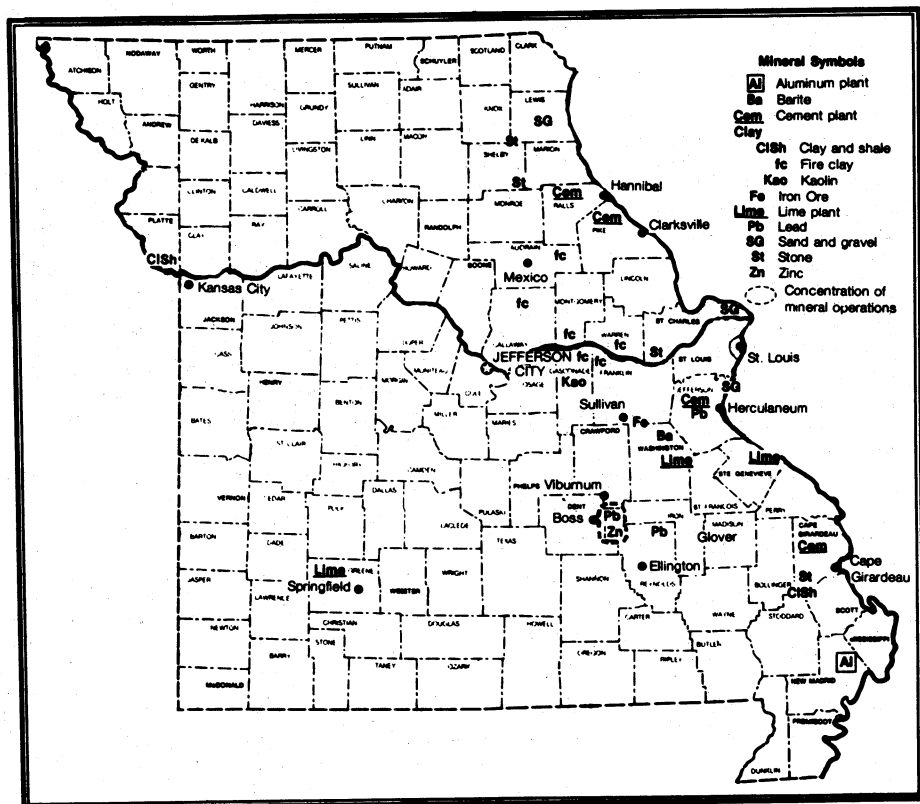 Mineral Symbols
Al Aluminum plant
Ba Barite
Cem Cement plant
Clay
ClSh Clay and shale
fc Fire clay
Kao Kaolin
Fe Iron Ore
Lime Lime plant
Pb Lead
SG Sand and gravel
St Stone
Zn Zinc
Concentration of
mineral operations
ATCHISON
NODAWAY
WORTH
MERCER
PUTNAM
SCHUYLER
SCOTLAND
CLARK
HOLT
GENTRY
HARRISON
GRUNDY
SULLIVAN
ADAIR
KNOX
LEWIS
SG
ANDREW
DE KALB
DAVIESS
LIVINGSTON
LINN
MACON
St
SHELBY
MARION
CLINTON
CALDWELL
CARROLL
CHARITON
St
MONROE
Cem
RALLS
Hannibal
PLATTE
CLAY
RAY
RANDOLPH
Cem
PIKE
Clarksville
ClSh
Kansas City
LAFAYETTE
SALINE
HOWARD
BOONE
AUDRAIN
fc
Mexico
LINCOLN
fc
MONTGOMERY
JACKSON
JOHNSON
PETTIS
COOPER
CALLAWAY
fc
WARREN
fc
ST CHARLES
SG
CASS
MORGAN
MONITEAU
COLE
JEFFERSON
CITY
OSAGE
fc
GASCONADE
Kao
fc
FRANKLIN
St
ST LOUIS
St. Louis
HENRY
BENTON
MILLER
MARIES
Sullivan
JEFFERSON
SG
Cem
Pb
Herculaneum
BATES
ST CLAIR
HICKORY
CAMDEN
CRAWFORD
Fe
Ba
WASHINGTON
Lime
Lime
STE GENEVIEVE
VERNON
CEDAR
POLK
DALLAS
LACLEDE
PULASKI
PHELPS
Viburnum
DENT
Boss
Pb
Zn
IRON
Pb
ST FRANCOIS
MADISON
Glover
PERRY
CAPE
GIRARDEAU
Cem
BARTON
DADE
TEXAS
JASPER
LAWRENCE
Lime
GREENE
Springfield
WEBSTER
WRIGHT
SHANNON
Ellington
REYNOLDS
BOLLINGER
St
ClSh
Cape
Girardeau
NEWTON
CHRISTIAN
STONE
DOUGLAS
HOWELL
CARTER
WAYNE
STODDARD
SCOTT
MISSISSIPPI
McDONALD
BARRY
TANEY
OZARK
OREGON
RIPLEY
BUTLER
Al
NEW MADRID
PEMISCOT
DUNKLIN